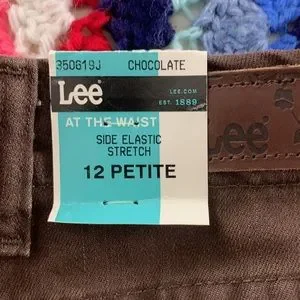 350619J CHOCOLATE
Lee
LEE.COM
EST. 1889
AT THE WAIST
SIDE ELASTIC
STRETCH
12 PETITE
Lee